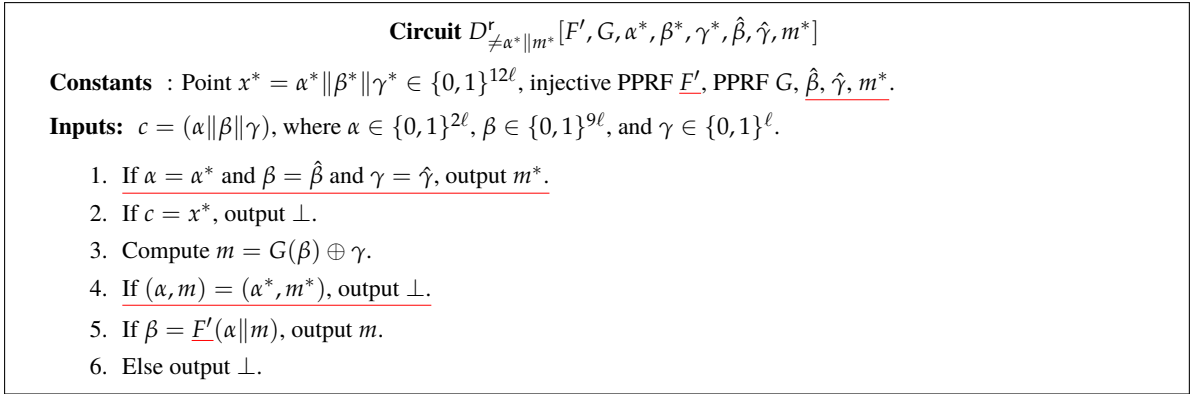 Circuit D^r_{≠α*∥m*}[F′, G, α*, β*, γ*, β̂, γ̂, m*]
Constants : Point x* = α*∥β*∥γ* ∈ {0, 1}^{12ℓ}, injective PPRF F′, PPRF G, β̂, γ̂, m*.
Inputs: c = (α∥β∥γ), where α ∈ {0, 1}^{2ℓ}, β ∈ {0, 1}^{9ℓ}, and γ ∈ {0, 1}^ℓ.
1. If α = α* and β = β̂ and γ = γ̂, output m*.
2. If c = x*, output ⊥.
3. Compute m = G(β) ⊕ γ.
4. If (α, m) = (α*, m*), output ⊥.
5. If β = F′(α∥m), output m.
6. Else output ⊥.